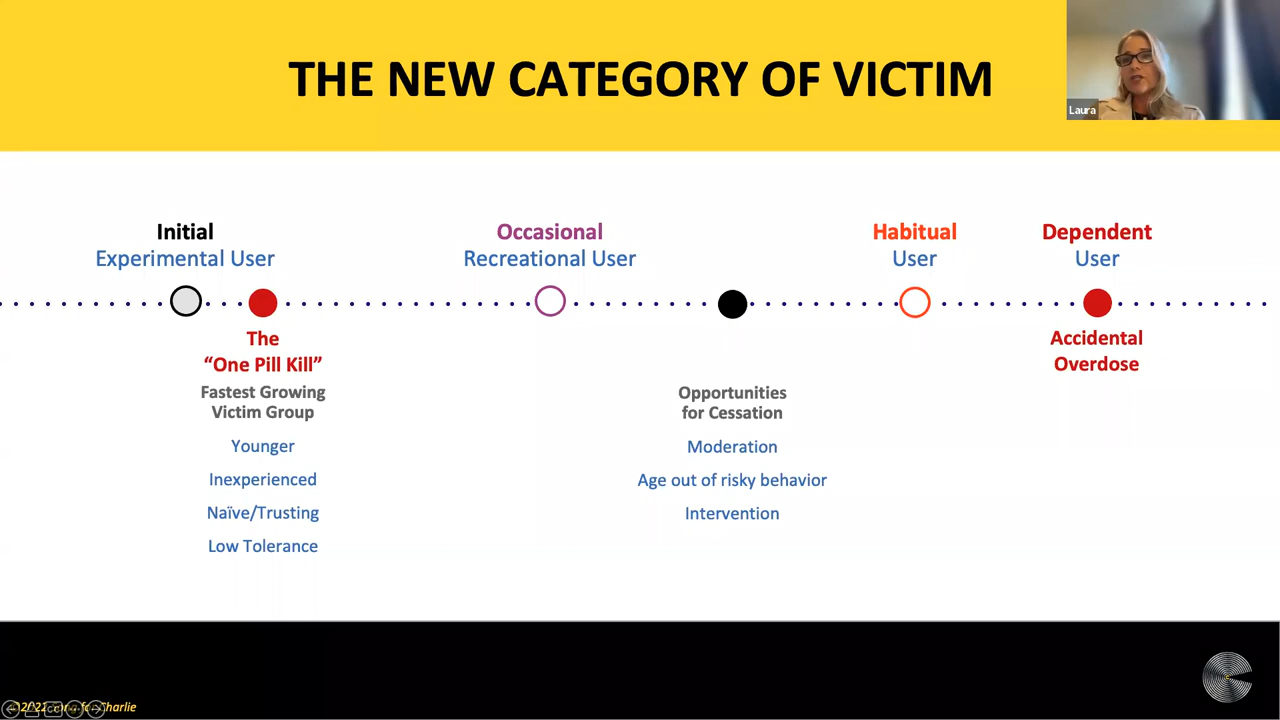 THE NEW CATEGORY OF VICTIM
Laura
Initial
Experimental User
Occasional
Recreational User
Habitual
User
Dependent
User
The
“One Pill Kill”
Fastest Growing
Victim Group
Younger
Inexperienced
Naïve/Trusting
Low Tolerance
Opportunities
for Cessation
Moderation
Age out of risky behavior
Intervention
Accidental
Overdose
©2022 Charlie